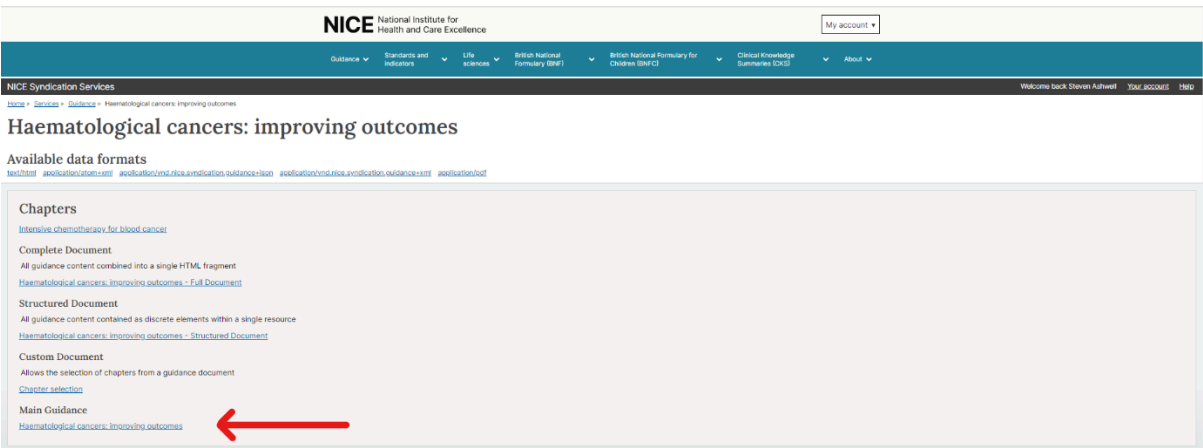 NICE National Institute for
Health and Care Excellence
My account ▾
Guidance
Standards and
indicators
Life
sciences
British National
Formulary (BNF)
British National Formulary for
Children (BNFC)
Clinical Knowledge
Summaries (CKS)
About
NICE Syndication Services
Welcome back Steven Ashwell Your account Help
Home » Services » Guidance » Haematological cancers: improving outcomes
Haematological cancers: improving outcomes
Available data formats
text/html application/atom+xml application/vnd.nice.syndication.guidance+json application/vnd.nice.syndication.guidance+xml application/pdf
Chapters
Intensive chemotherapy for blood cancer
Complete Document
All guidance content combined into a single HTML fragment
Haematological cancers: improving outcomes - Full Document
Structured Document
All guidance content contained as discrete elements within a single resource
Haematological cancers: improving outcomes - Structured Document
Custom Document
Allows the selection of chapters from a guidance document
Chapter selection
Main Guidance
Haematological cancers: improving outcomes